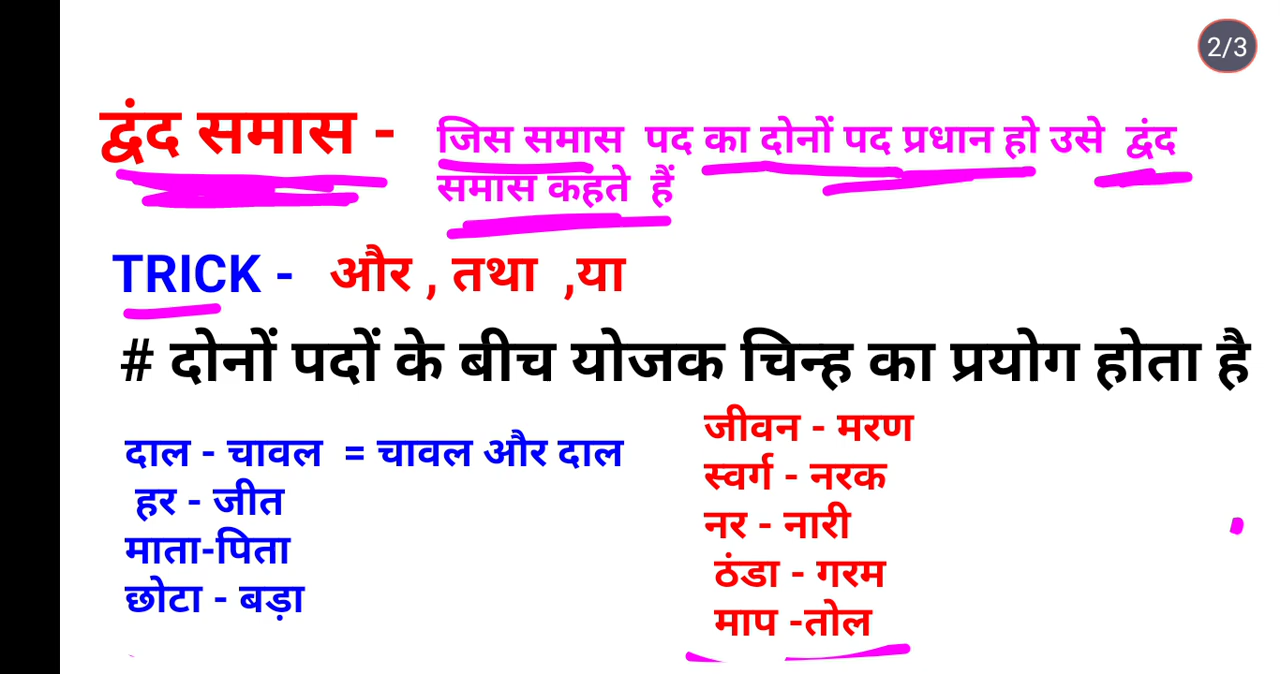 2/3
द्वंद समास - जिस समास पद का दोनों पद प्रधान हो उसे द्वंद
समास कहते हैं
TRICK - और , तथा ,या
# दोनों पदों के बीच योजक चिन्ह का प्रयोग होता है
दाल - चावल = चावल और दाल
हर - जीत
माता-पिता
छोटा - बड़ा
जीवन - मरण
स्वर्ग - नरक
नर - नारी
ठंडा - गरम
माप -तोल